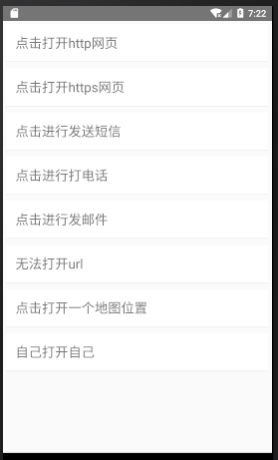 7:22
点击打开http网页
点击打开https网页
点击进行发送短信
点击进行打电话
点击进行发邮件
无法打开url
点击打开一个地图位置
自己打开自己